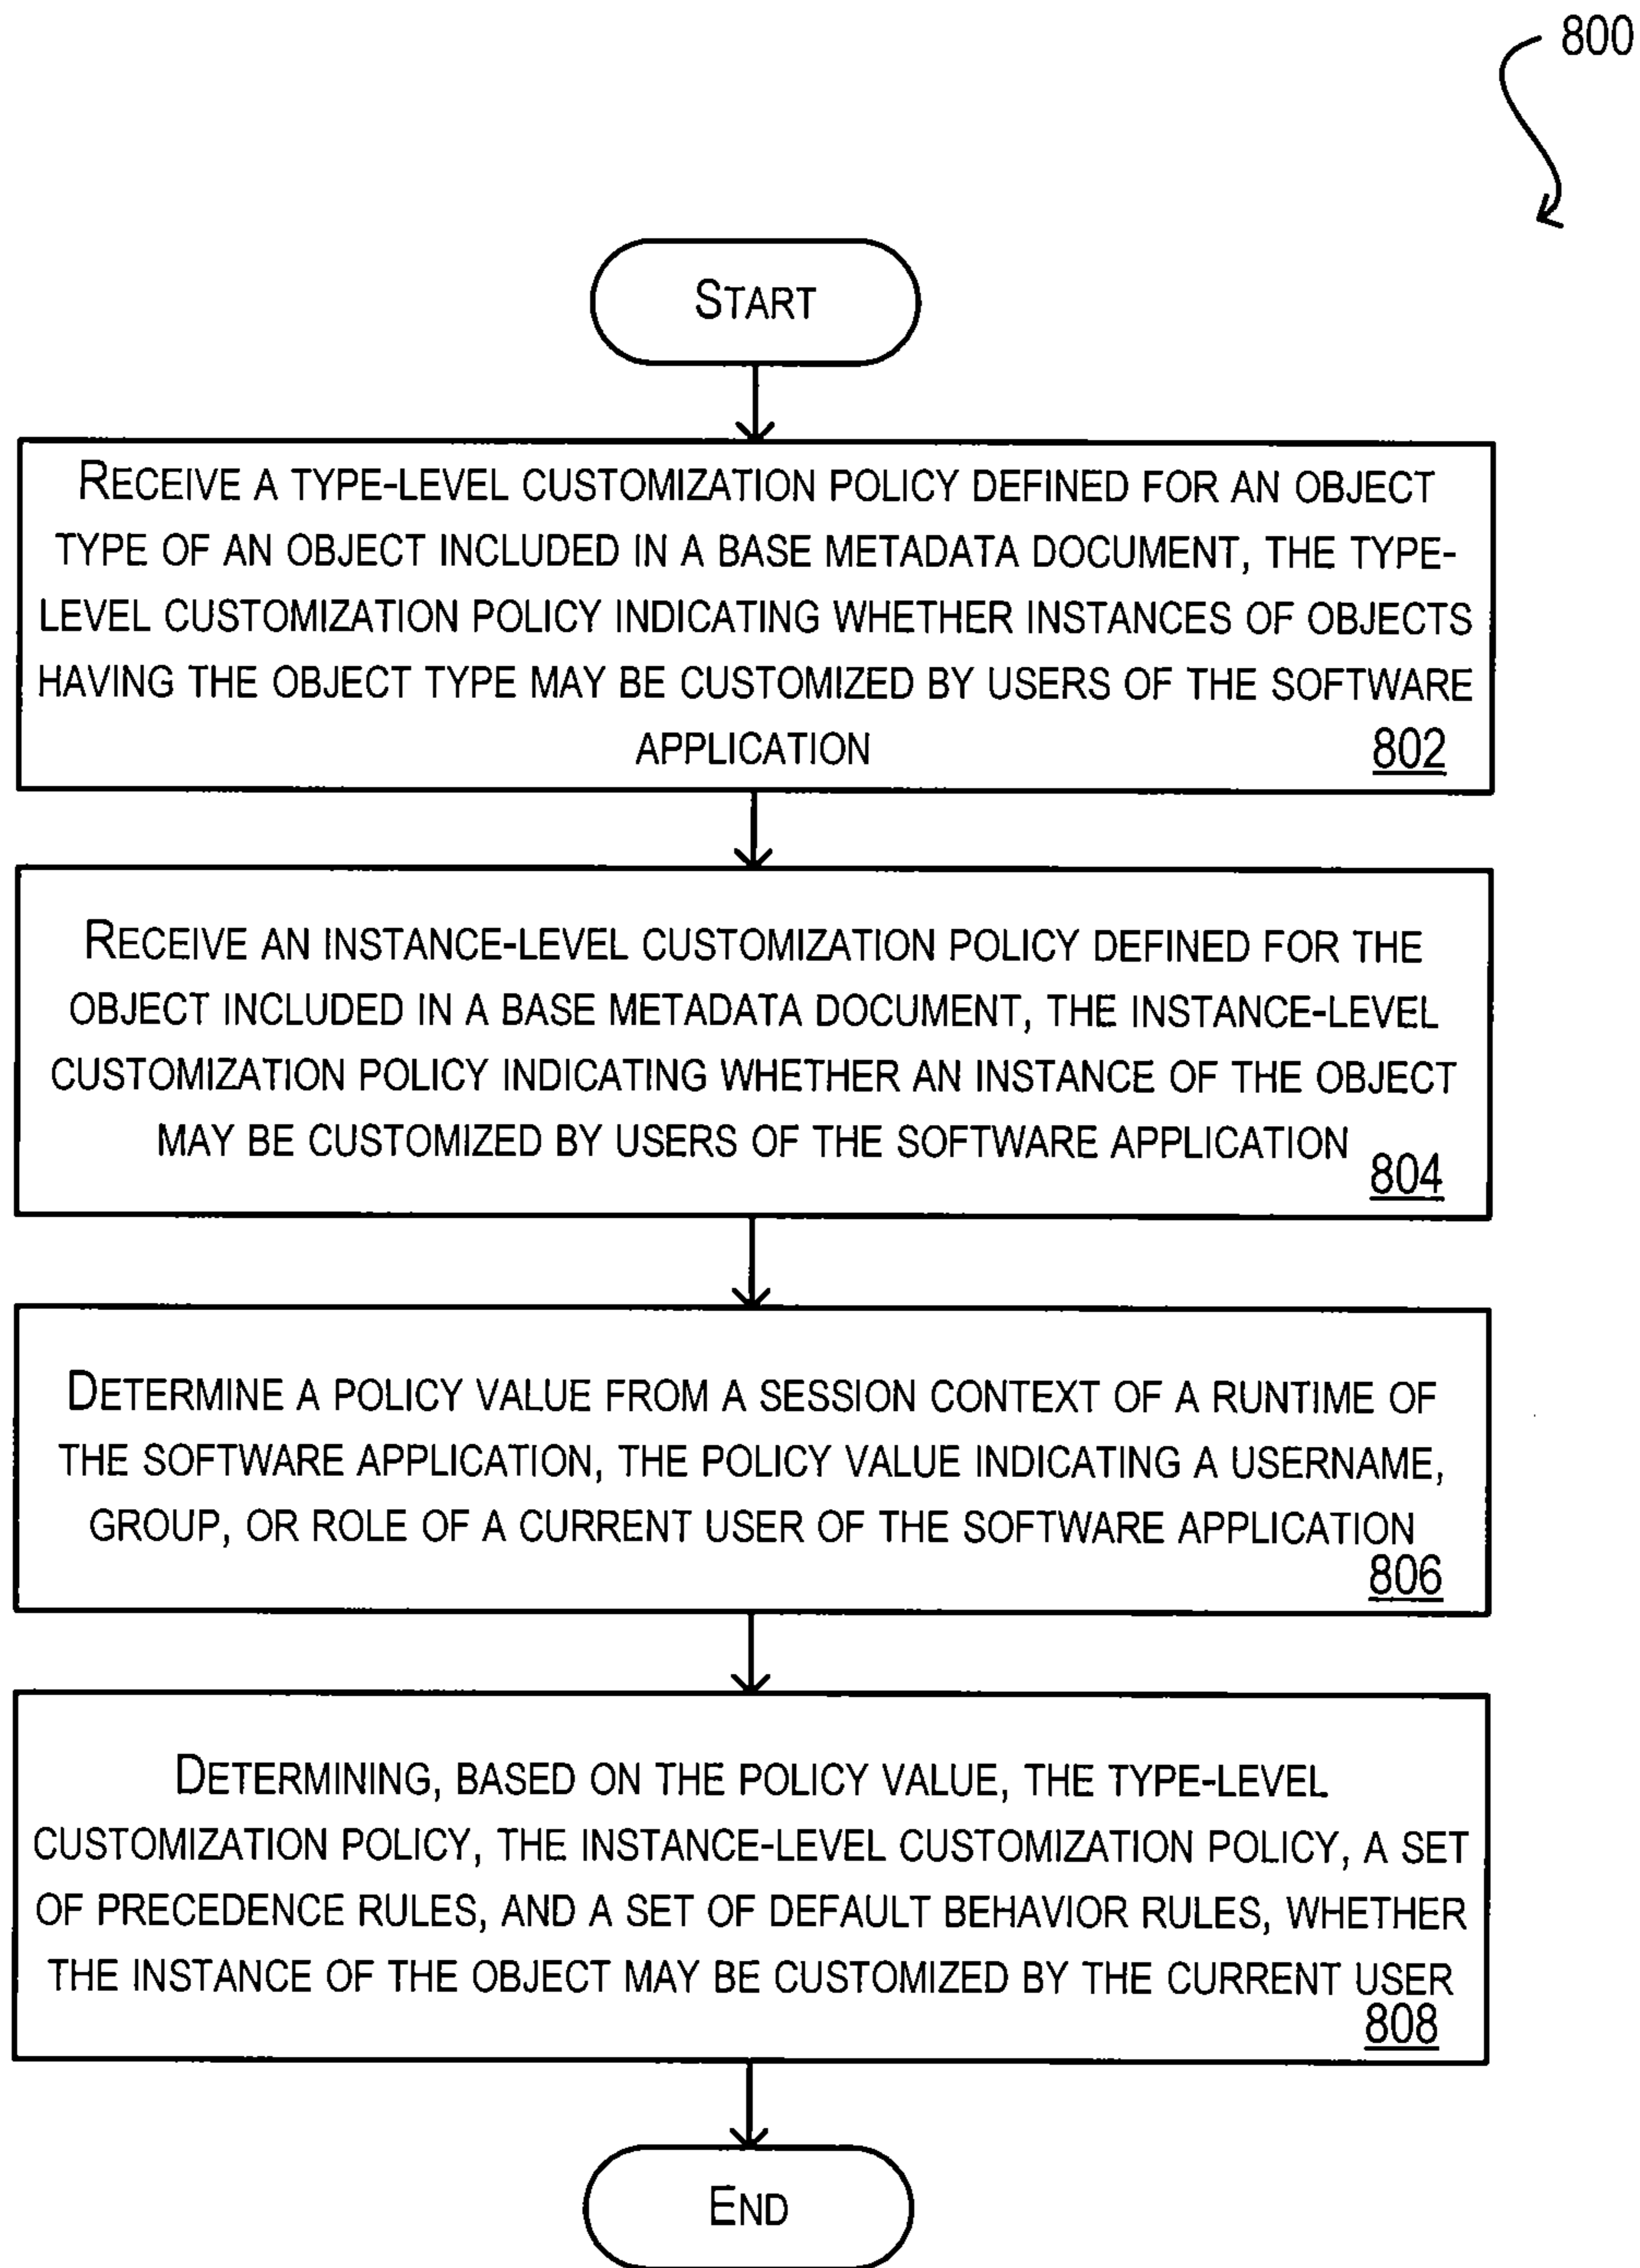 800
START
RECEIVE A TYPE-LEVEL CUSTOMIZATION POLICY DEFINED FOR AN OBJECT
TYPE OF AN OBJECT INCLUDED IN A BASE METADATA DOCUMENT, THE TYPE-
LEVEL CUSTOMIZATION POLICY INDICATING WHETHER INSTANCES OF OBJECTS
HAVING THE OBJECT TYPE MAY BE CUSTOMIZED BY USERS OF THE SOFTWARE
APPLICATION
802
RECEIVE AN INSTANCE-LEVEL CUSTOMIZATION POLICY DEFINED FOR THE
OBJECT INCLUDED IN A BASE METADATA DOCUMENT, THE INSTANCE-LEVEL
CUSTOMIZATION POLICY INDICATING WHETHER AN INSTANCE OF THE OBJECT
MAY BE CUSTOMIZED BY USERS OF THE SOFTWARE APPLICATION
804
DETERMINE A POLICY VALUE FROM A SESSION CONTEXT OF A RUNTIME OF
THE SOFTWARE APPLICATION, THE POLICY VALUE INDICATING A USERNAME,
GROUP, OR ROLE OF A CURRENT USER OF THE SOFTWARE APPLICATION
806
DETERMINING, BASED ON THE POLICY VALUE, THE TYPE-LEVEL
CUSTOMIZATION POLICY, THE INSTANCE-LEVEL CUSTOMIZATION POLICY, A SET
OF PRECEDENCE RULES, AND A SET OF DEFAULT BEHAVIOR RULES, WHETHER
THE INSTANCE OF THE OBJECT MAY BE CUSTOMIZED BY THE CURRENT USER
808
END